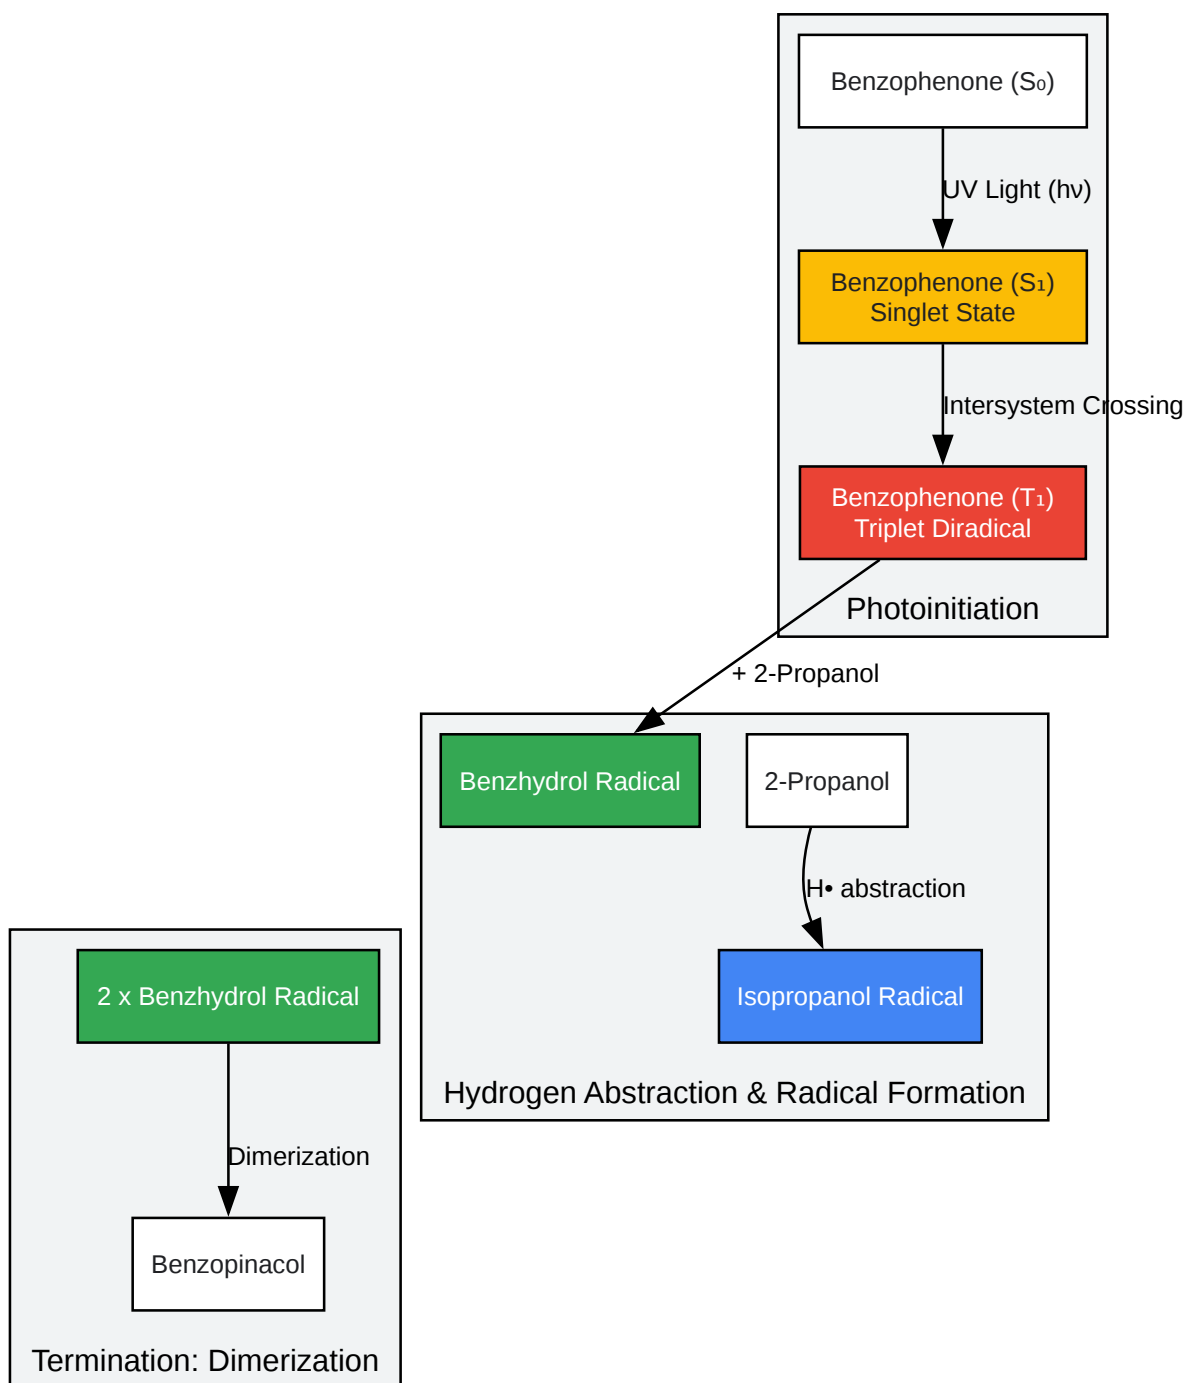 Benzophenone (S₀)
UV Light (hν)
Benzophenone (S₁)
Singlet State
Intersystem Crossing
Benzophenone (T₁)
Triplet Diradical
Photoinitiation
+ 2-Propanol
Benzhydrol Radical
2-Propanol
H• abstraction
Isopropanol Radical
Hydrogen Abstraction & Radical Formation
2 x Benzhydrol Radical
Dimerization
Benzopinacol
Termination: Dimerization